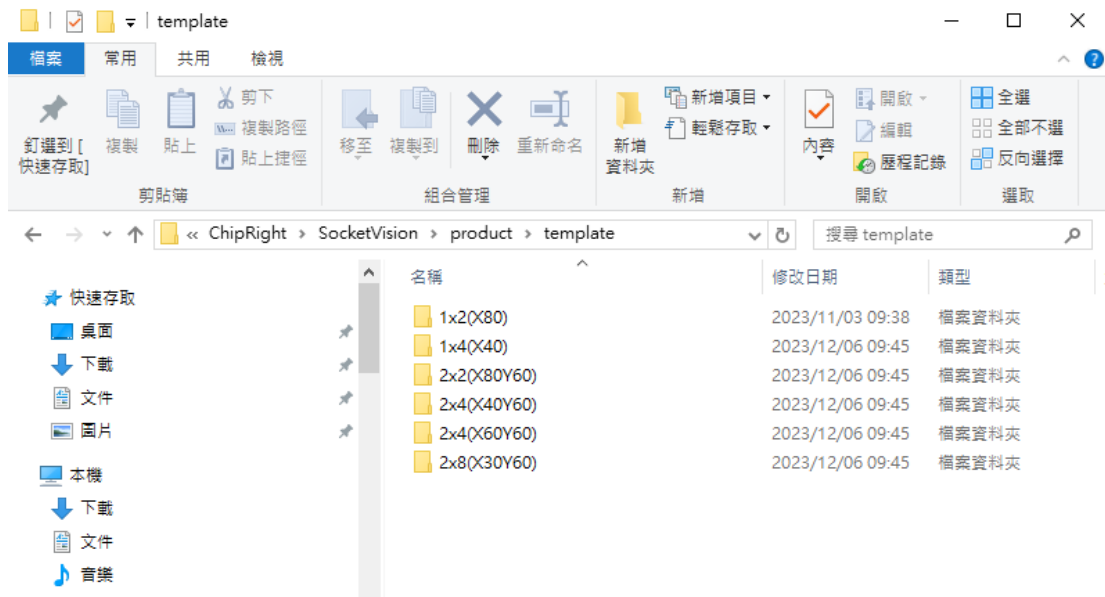 template
檔案 常用 共用 檢視
釘選到 [
快速存取]
複製
貼上
剪下
複製路徑
貼上捷徑
剪貼簿
移至
複製到
刪除
重新命名
組合管理
新增
資料夾
新增項目
輕鬆存取
新增
內容
開啟
編輯
歷程記錄
開啟
全選
全部不選
反向選擇
選取
« ChipRight › SocketVision › product › template
搜尋 template
快速存取
桌面
下載
文件
圖片
本機
下載
文件
音樂
名稱 修改日期 類型
1x2(X80) 2023/11/03 09:38 檔案資料夾
1x4(X40) 2023/12/06 09:45 檔案資料夾
2x2(X80Y60) 2023/12/06 09:45 檔案資料夾
2x4(X40Y60) 2023/12/06 09:45 檔案資料夾
2x4(X60Y60) 2023/12/06 09:45 檔案資料夾
2x8(X30Y60) 2023/12/06 09:45 檔案資料夾